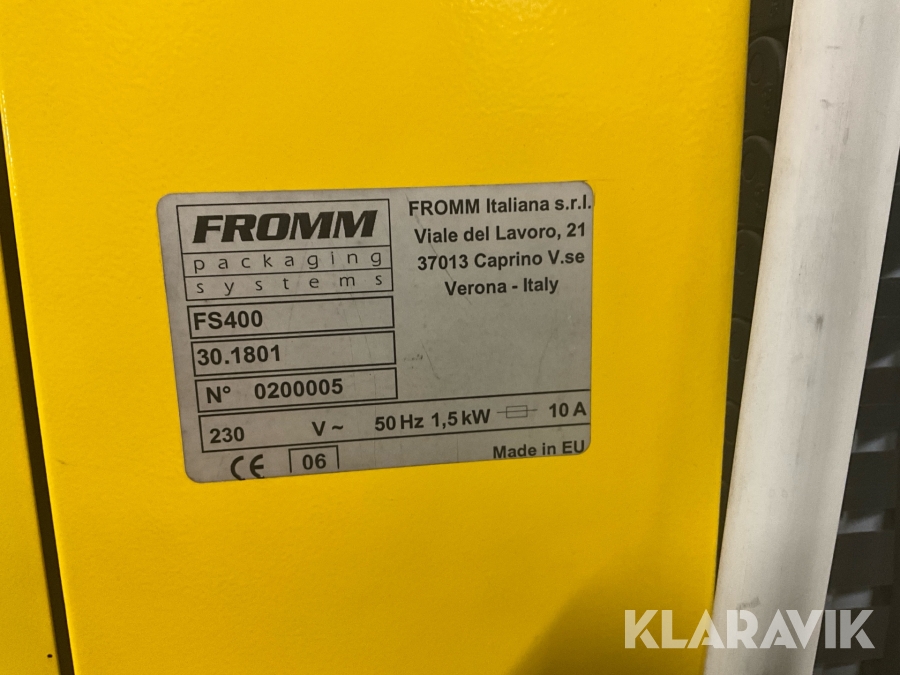 FROMM
packaging
systems
FROMM Italiana s.r.l.
Viale del Lavoro, 21
37013 Caprino V.se
Verona - Italy
FS400
30.1801
N° 0200005
230 V ~ 50 Hz 1,5 kW 10 A
CE 06 Made in EU
KLARAVIK